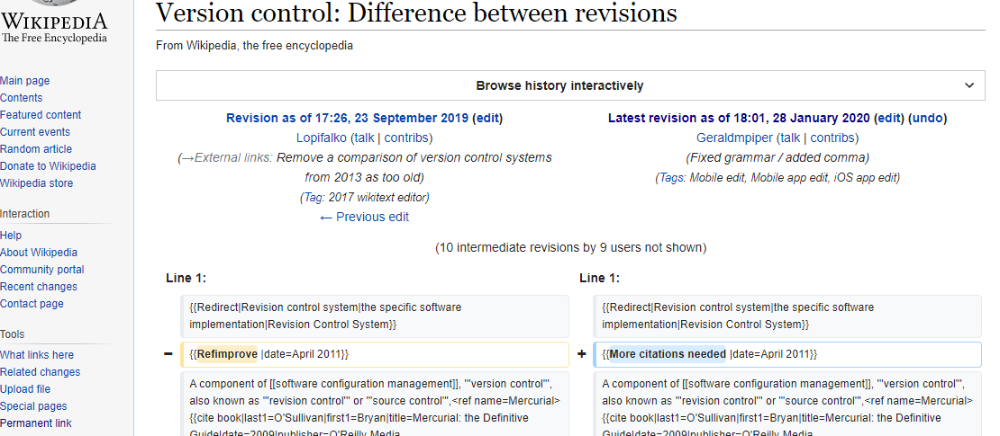 WIKIPEDIA
The Free Encyclopedia
Main page
Contents
Featured content
Current events
Random article
Donate to Wikipedia
Wikipedia store
Interaction
Help
About Wikipedia
Community portal
Recent changes
Contact page
Tools
What links here
Related changes
Upload file
Special pages
Permanent link
Version control: Difference between revisions
From Wikipedia, the free encyclopedia
Browse history interactively
Revision as of 17:26, 23 September 2019 (edit)
Lopifalko (talk | contribs)
(→External links: Remove a comparison of version control systems
from 2013 as too old)
(Tag: 2017 wikitext editor)
← Previous edit
Latest revision as of 18:01, 28 January 2020 (edit) (undo)
Geraldmpiper (talk | contribs)
(Fixed grammar / added comma)
(Tags: Mobile edit, Mobile app edit, iOS app edit)
(10 intermediate revisions by 9 users not shown)
Line 1:
{{Redirect|Revision control system|the specific software
implementation|Revision Control System}}
− {{Refimprove |date=April 2011}}
A component of [[software configuration management]], '''version control''',
also known as '''revision control''' or '''source control''',<ref name=Mercurial>
{{cite book|last1=O'Sullivan|first1=Bryan|title=Mercurial: the Definitive
Guide|date=2009|publisher=O'Reilly Media
Line 1:
{{Redirect|Revision control system|the specific software
implementation|Revision Control System}}
+ {{More citations needed |date=April 2011}}
A component of [[software configuration management]], '''version control''',
also known as '''revision control''' or '''source control''',<ref name=Mercurial>
{{cite book|last1=O'Sullivan|first1=Bryan|title=Mercurial: the Definitive
Guide|date=2009|publisher=O'Reilly Media